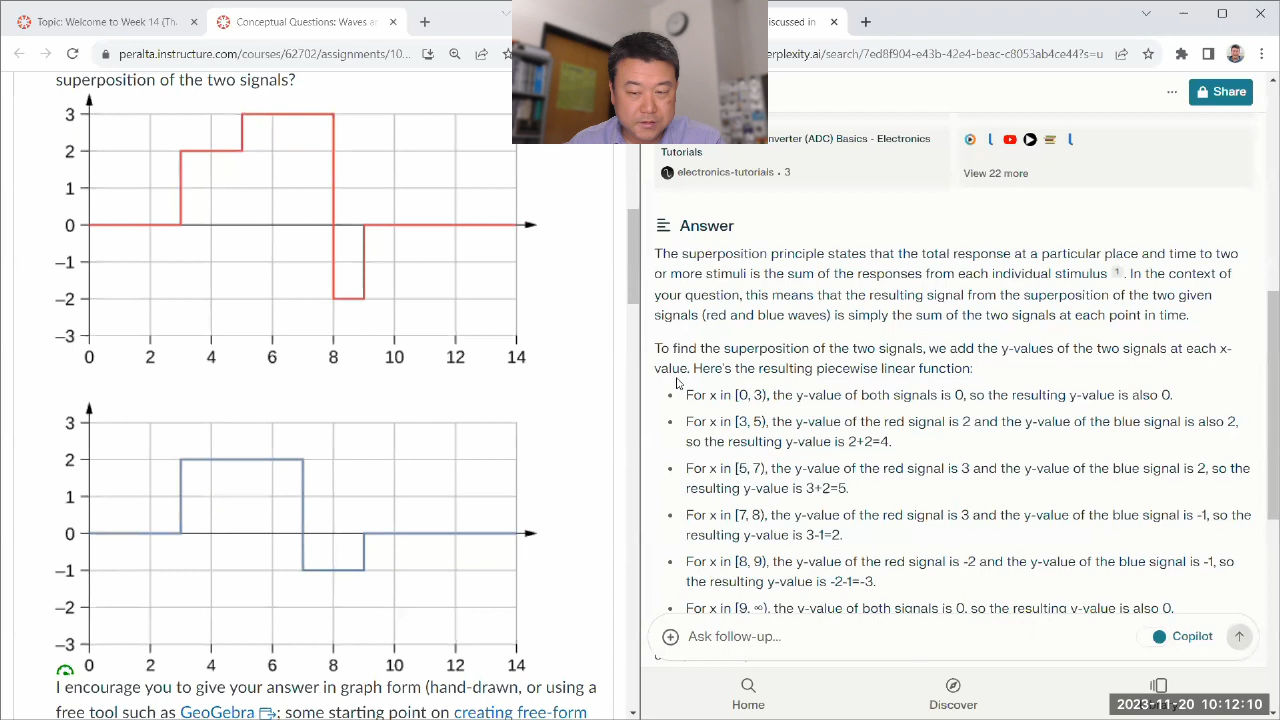 Topic: Welcome to Week 14 (Th
Conceptual Questions: Waves a
iscussed in
peralta.instructure.com/courses/62702/assignments/10...
erplexity.ai/search/7ed8f904-e43b-42e4-beac-c8053ab4ce44?s=u
superposition of the two signals?
3
2
1
0
–1
–2
–3
0 2 4 6 8 10 12 14
3
2
1
0
–1
–2
–3
0 2 4 6 8 10 12 14
I encourage you to give your answer in graph form (hand-drawn, or using a
free tool such as GeoGebra; some starting point on creating free-form
Share
nverter (ADC) Basics - Electronics
Tutorials
electronics-tutorials • 3
View 22 more
Answer
The superposition principle states that the total response at a particular place and time to two
or more stimuli is the sum of the responses from each individual stimulus 1 . In the context of
your question, this means that the resulting signal from the superposition of the two given
signals (red and blue waves) is simply the sum of the two signals at each point in time.
To find the superposition of the two signals, we add the y-values of the two signals at each x-
value. Here's the resulting piecewise linear function:
• For x in [0, 3), the y-value of both signals is 0, so the resulting y-value is also 0.
• For x in [3, 5), the y-value of the red signal is 2 and the y-value of the blue signal is also 2,
so the resulting y-value is 2+2=4.
• For x in [5, 7), the y-value of the red signal is 3 and the y-value of the blue signal is 2, so the
resulting y-value is 3+2=5.
• For x in [7, 8), the y-value of the red signal is 3 and the y-value of the blue signal is -1, so the
resulting y-value is 3-1=2.
• For x in [8, 9), the y-value of the red signal is -2 and the y-value of the blue signal is -1, so
the resulting y-value is -2-1=-3.
• For x in [9, ∞), the y-value of both signals is 0, so the resulting y-value is also 0.
Ask follow-up...
Copilot
Home
Discover
2023-11-20 10:12:10